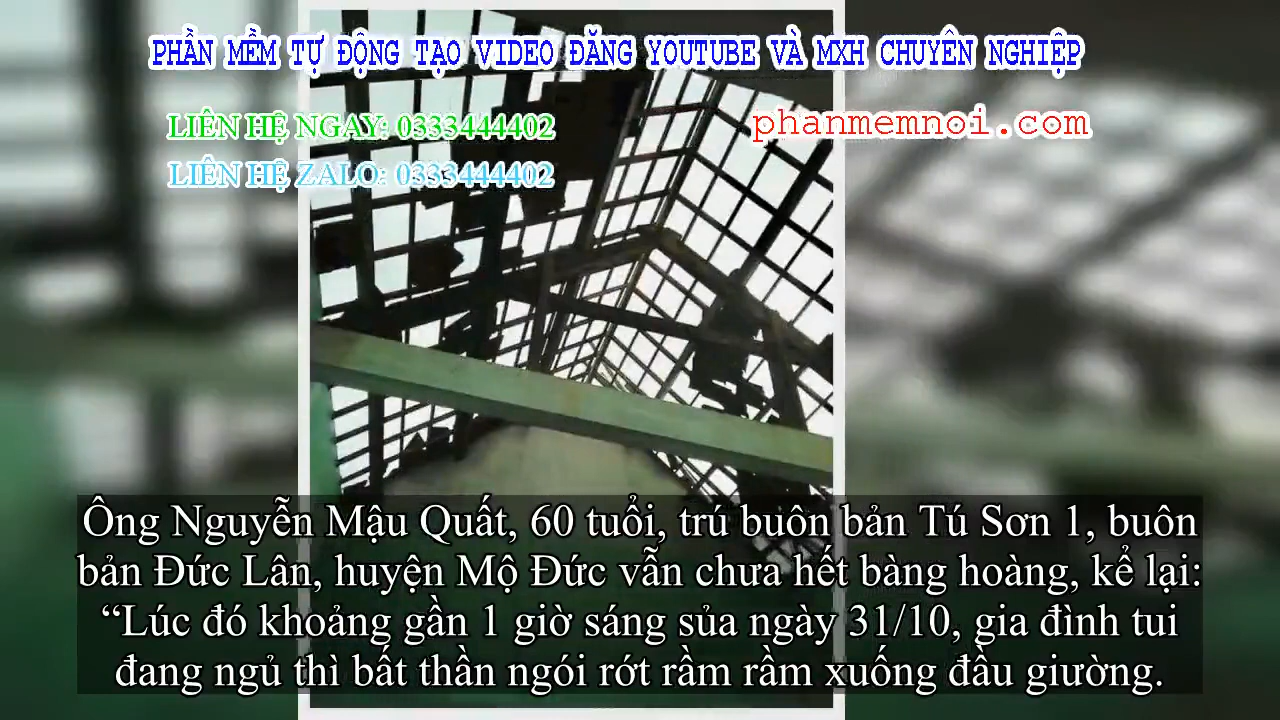 PHẦN MỀM TỰ ĐỘNG TẠO VIDEO ĐĂNG YOUTUBE VÀ MXH CHUYÊN NGHIỆP
LIÊN HỆ NGAY: 0333444402
phanmemnoi.com
LIÊN HỆ ZALO: 0333444402
Ông Nguyễn Mậu Quất, 60 tuổi, trú buôn bản Tú Sơn 1, buôn
bản Đức Lân, huyện Mộ Đức vẫn chưa hết bàng hoàng, kể lại:
“Lúc đó khoảng gần 1 giờ sáng sủa ngày 31/10, gia đình tui
đang ngủ thì bất thần ngói rớt rầm rầm xuống đầu giường.